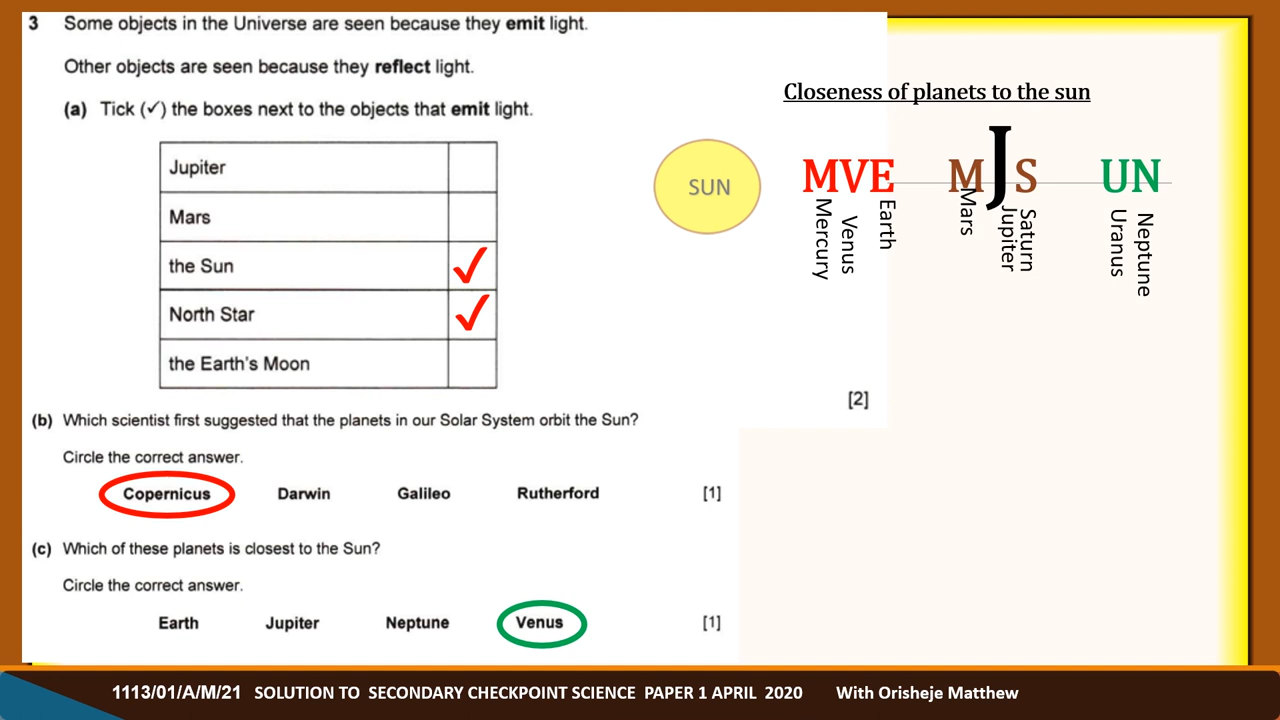 3 Some objects in the Universe are seen because they emit light.
Other objects are seen because they reflect light.
(a) Tick (✓) the boxes next to the objects that emit light.
Jupiter
Mars
the Sun ✓
North Star ✓
the Earth's Moon
[2]
(b) Which scientist first suggested that the planets in our Solar System orbit the Sun?
Circle the correct answer.
Copernicus Darwin Galileo Rutherford [1]
(c) Which of these planets is closest to the Sun?
Circle the correct answer.
Earth Jupiter Neptune Venus [1]
Closeness of planets to the sun
SUN MVE MJS UN
Mercury
Venus
Earth
Mars
Jupiter
Saturn
Uranus
Neptune
1113/01/A/M/21 SOLUTION TO SECONDARY CHECKPOINT SCIENCE PAPER 1 APRIL 2020 With Orisheje Matthew